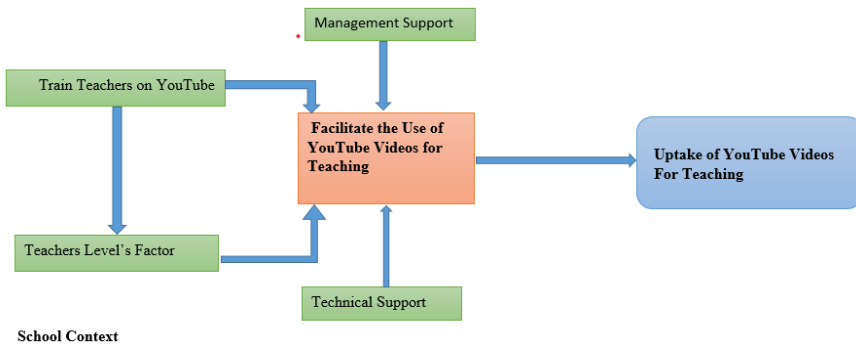 Management Support
Train Teachers on YouTube
Facilitate the Use of
YouTube Videos for
Teaching
Uptake of YouTube Videos
For Teaching
Teachers Level’s Factor
Technical Support
School Context